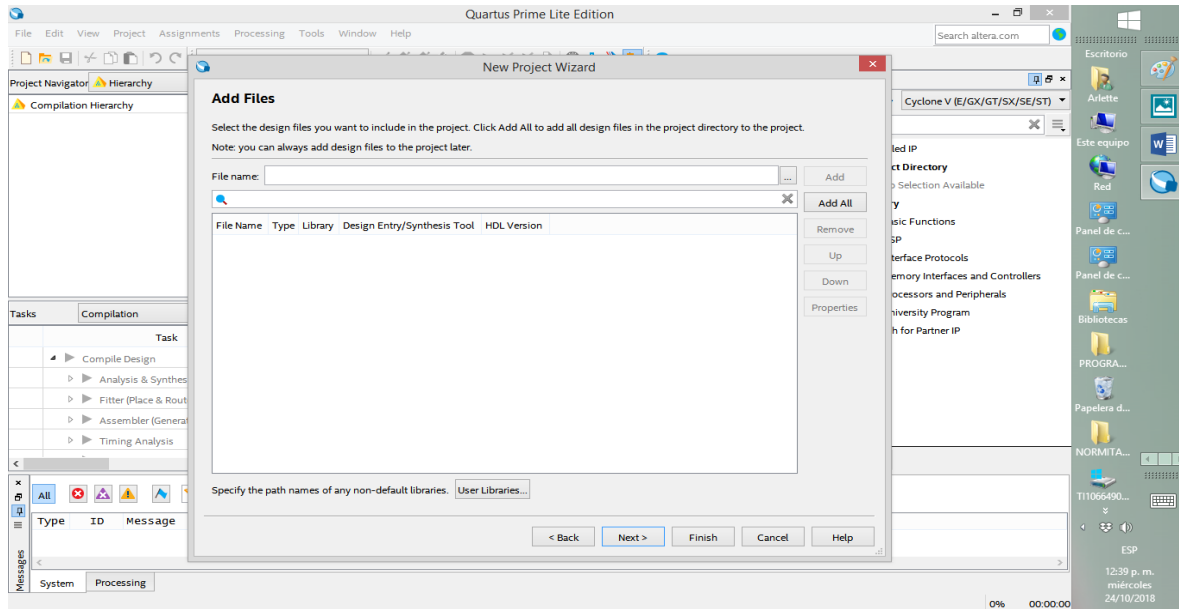 Quartus Prime Lite Edition
File Edit View Project Assignments Processing Tools Window Help
Search altera.com
Project Navigator Hierarchy
Compilation Hierarchy
New Project Wizard
Add Files
Select the design files you want to include in the project. Click Add All to add all design files in the project directory to the project.
Note: you can always add design files to the project later.
File name: ... Add
Add All
File Name Type Library Design Entry/Synthesis Tool HDL Version
Remove
Up
Down
Properties
Specify the path names of any non-default libraries. User Libraries...
< Back Next > Finish Cancel Help
Cyclone V (E/GX/GT/SX/SE/ST)
led IP
ct Directory
Selection Available
y
sic Functions
SP
terface Protocols
emory Interfaces and Controllers
ocessors and Peripherals
niversity Program
h for Partner IP
Tasks Compilation
Task
Compile Design
Analysis & Synthes
Fitter (Place & Rout
Assembler (Genera
Timing Analysis
All
Type ID Message
Messages
System Processing
0% 00:00:00
Escritorio
Arlette
Este equipo
Red
Panel de c...
Panel de c...
Bibliotecas
PROGRA...
Papelera d...
NORMITA...
TI1066490...
ESP
12:39 p. m.
miércoles
24/10/2018